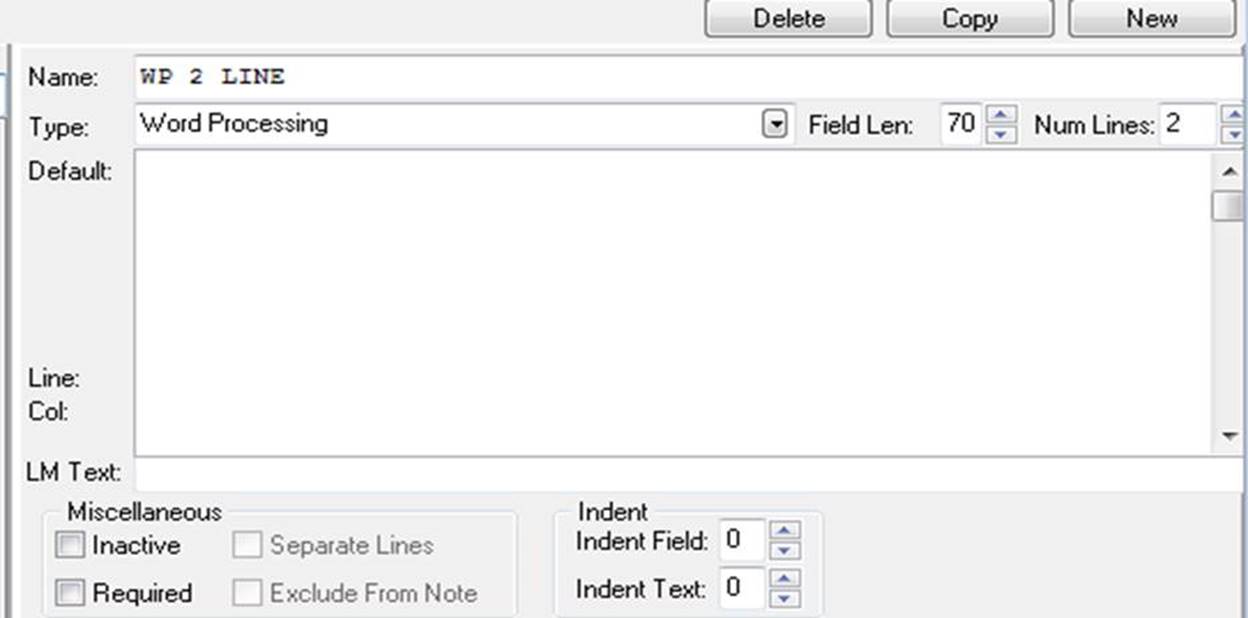 Delete Copy New
Name: WP 2 LINE
Type: Word Processing Field Len: 70 Num Lines: 2
Default:
Line:
Col:
LM Text:
Miscellaneous Indent
Inactive Separate Lines Indent Field: 0
Required Exclude From Note Indent Text: 0